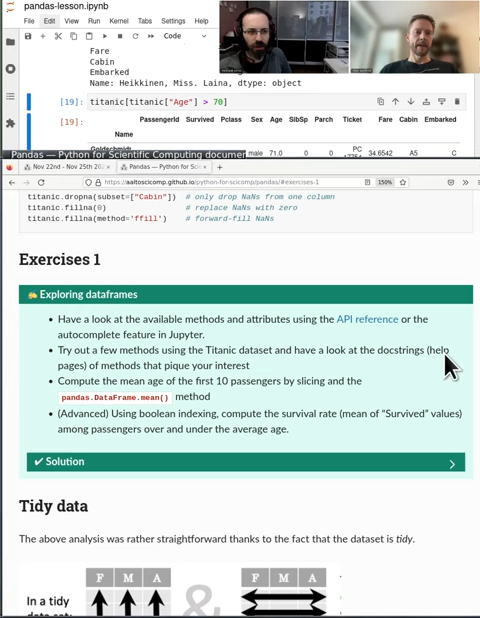 pandas-lesson.ipynb
File Edit View Run Kernel Tabs Settings Help
Code
Fare
Cabin
Embarked
Name: Heikkinen, Miss. Laina, dtype: object
[19]: titanic[titanic["Age"] > 70]
[19]: PassengerId Survived Pclass Sex Age SibSp Parch Ticket Fare Cabin Embarked
Name
male 71.0 0 0 PC 34.6542 A5 C
Pandas — Python for Scientific Computing documen
Nov 22nd - Nov 25th 202 Pandas — Python for Sci
https://aaltoscicomp.github.io/python-for-scicomp/pandas/#exercises-1 150%
titanic.dropna(subset=["Cabin"]) # only drop NaNs from one column
titanic.fillna(0) # replace NaNs with zero
titanic.fillna(method='ffill') # forward-fill NaNs
Exercises 1
Exploring dataframes
• Have a look at the available methods and attributes using the API reference or the
autocomplete feature in Jupyter.
• Try out a few methods using the Titanic dataset and have a look at the docstrings (help
pages) of methods that pique your interest
• Compute the mean age of the first 10 passengers by slicing and the
pandas.DataFrame.mean() method
• (Advanced) Using boolean indexing, compute the survival rate (mean of “Survived” values)
among passengers over and under the average age.
✔ Solution
Tidy data
The above analysis was rather straightforward thanks to the fact that the dataset is tidy.
F M A & F M A
In a tidy